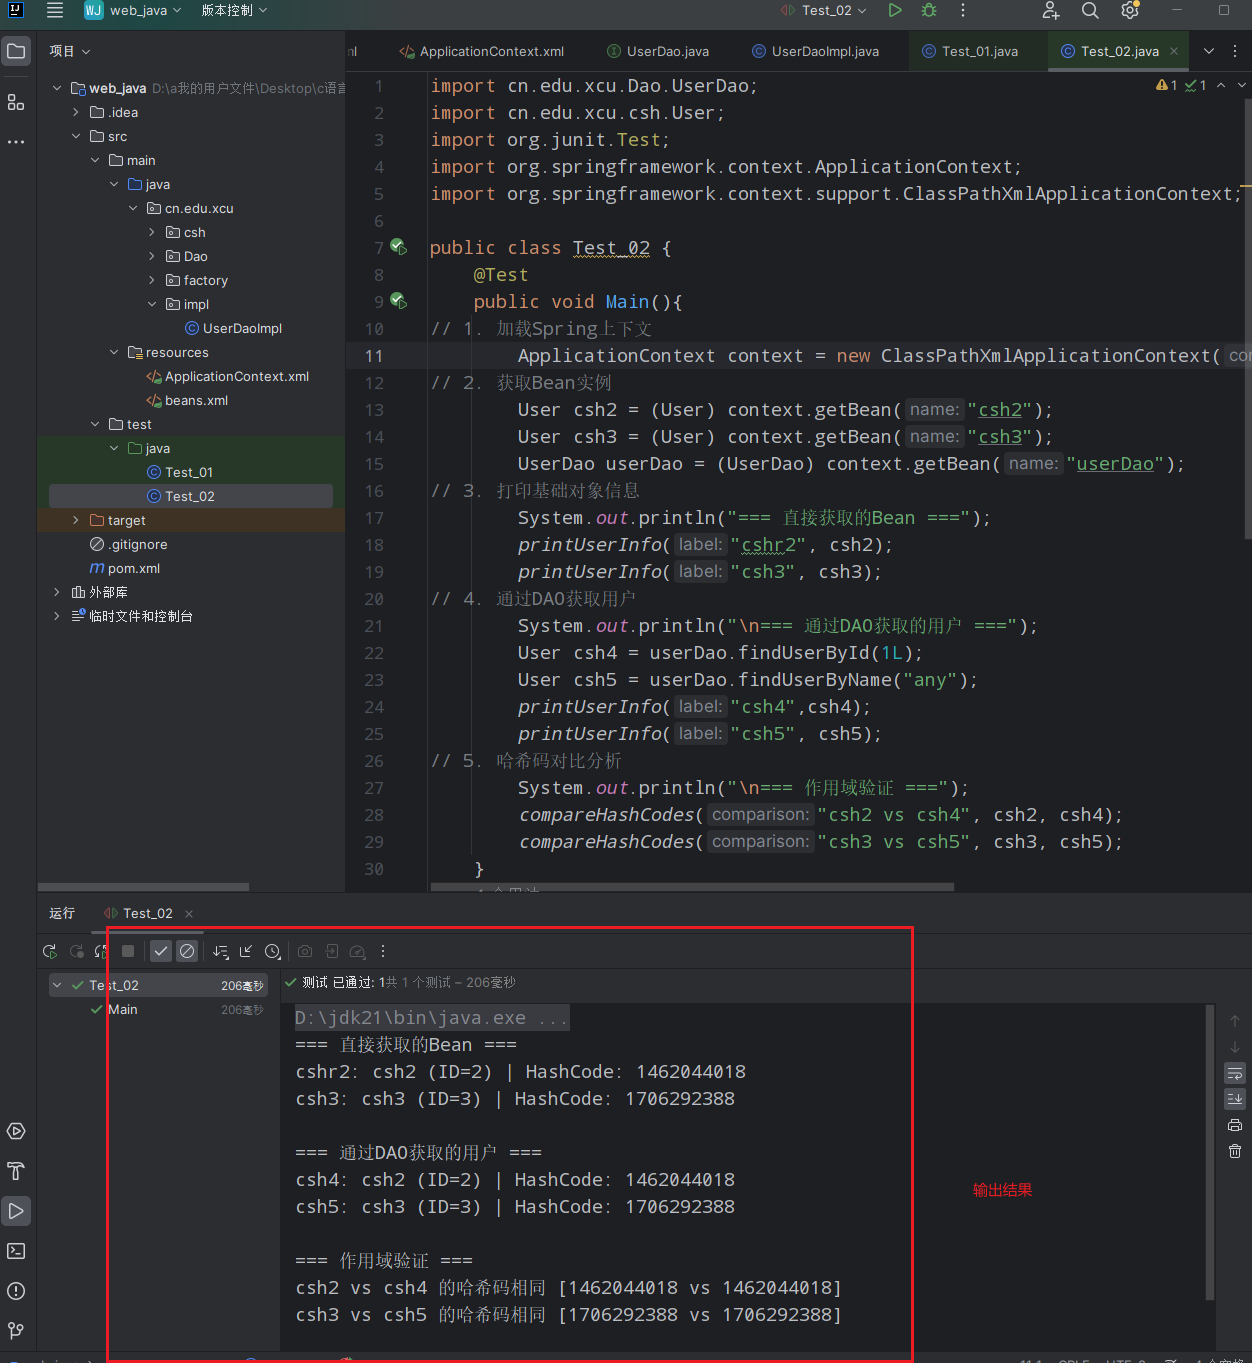 WJ web_java 版本控制 Test_02
项目
ml ApplicationContext.xml UserDao.java UserDaoImpl.java Test_01.java Test_02.java
web_java D:\a我的用户文件\Desktop\c语言
.idea
src
main
java
cn.edu.xcu
csh
Dao
factory
impl
UserDaoImpl
resources
ApplicationContext.xml
beans.xml
test
java
Test_01
Test_02
target
.gitignore
pom.xml
外部库
临时文件和控制台
1 1
1 import cn.edu.xcu.Dao.UserDao;
2 import cn.edu.xcu.csh.User;
3 import org.junit.Test;
4 import org.springframework.context.ApplicationContext;
5 import org.springframework.context.support.ClassPathXmlApplicationContext;
6
7 public class Test_02 {
8 @Test
9 public void Main(){
10 // 1. 加载Spring上下文
11 ApplicationContext context = new ClassPathXmlApplicationContext(
12 // 2. 获取Bean实例
13 User csh2 = (User) context.getBean( name: "csh2");
14 User csh3 = (User) context.getBean( name: "csh3");
15 UserDao userDao = (UserDao) context.getBean( name: "userDao");
16 // 3. 打印基础对象信息
17 System.out.println("=== 直接获取的Bean ===");
18 printUserInfo( label: "cshr2", csh2);
19 printUserInfo( label: "csh3", csh3);
20 // 4. 通过DAO获取用户
21 System.out.println("\n=== 通过DAO获取的用户 ===");
22 User csh4 = userDao.findUserById(1L);
23 User csh5 = userDao.findUserByName("any");
24 printUserInfo( label: "csh4",csh4);
25 printUserInfo( label: "csh5", csh5);
26 // 5. 哈希码对比分析
27 System.out.println("\n=== 作用域验证 ===");
28 compareHashCodes( comparison: "csh2 vs csh4", csh2, csh4);
29 compareHashCodes( comparison: "csh3 vs csh5", csh3, csh5);
30 }
运行 Test_02
Test_02 206毫秒
Main 206毫秒
测试 已通过: 1共 1 个测试 – 206毫秒
D:\jdk21\bin\java.exe ...
=== 直接获取的Bean ===
cshr2: csh2 (ID=2) | HashCode: 1462044018
csh3: csh3 (ID=3) | HashCode: 1706292388
=== 通过DAO获取的用户 ===
csh4: csh2 (ID=2) | HashCode: 1462044018
csh5: csh3 (ID=3) | HashCode: 1706292388
输出结果
=== 作用域验证 ===
csh2 vs csh4 的哈希码相同 [1462044018 vs 1462044018]
csh3 vs csh5 的哈希码相同 [1706292388 vs 1706292388]